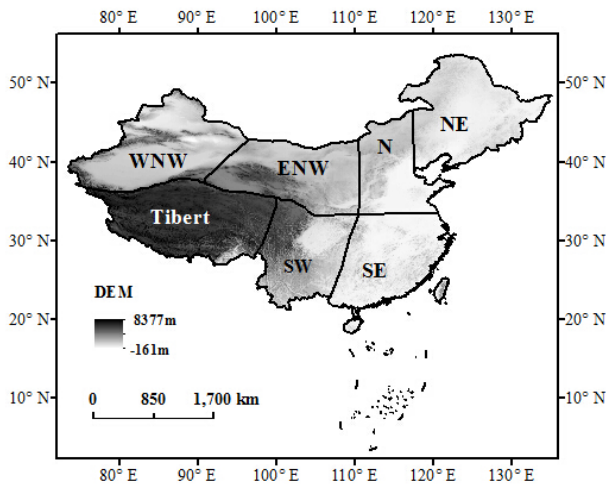 80° E 90° E 100° E 110° E 120° E 130° E
50° N 50° N
NE
N
40° N WNW ENW 40° N
Tibert
30° N 30° N
SW SE
DEM
8377m
20° N 20° N
-161m
0 850 1,700 km
10° N 10° N
80° E 90° E 100° E 110° E 120° E 130° E